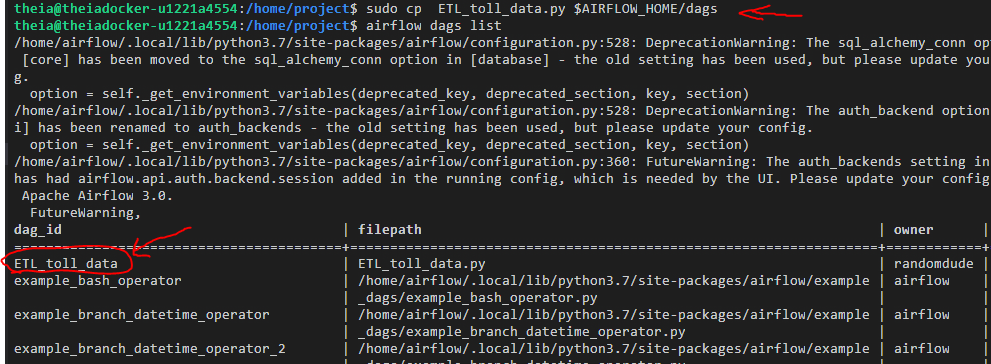 theia@theiadocker-u1221a4554:/home/project$ sudo cp  ETL_toll_data.py $AIRFLOW_HOME/dags
theia@theiadocker-u1221a4554:/home/project$ airflow dags list
/home/airflow/.local/lib/python3.7/site-packages/airflow/configuration.py:528: DeprecationWarning: The sql_alchemy_conn opt
 [core] has been moved to the sql_alchemy_conn option in [database] - the old setting has been used, but please update you
g.
  option = self._get_environment_variables(deprecated_key, deprecated_section, key, section)
/home/airflow/.local/lib/python3.7/site-packages/airflow/configuration.py:528: DeprecationWarning: The auth_backend option
i] has been renamed to auth_backends - the old setting has been used, but please update your config.
  option = self._get_environment_variables(deprecated_key, deprecated_section, key, section)
/home/airflow/.local/lib/python3.7/site-packages/airflow/configuration.py:360: FutureWarning: The auth_backends setting in
has had airflow.api.auth.backend.session added in the running config, which is needed by the UI. Please update your config
 Apache Airflow 3.0.
  FutureWarning,
dag_id | filepath | owner |
=========================================+==================================================================+============+
ETL_toll_data | ETL_toll_data.py | randomdude |
example_bash_operator | /home/airflow/.local/lib/python3.7/site-packages/airflow/example | airflow |
| _dags/example_bash_operator.py |
example_branch_datetime_operator | /home/airflow/.local/lib/python3.7/site-packages/airflow/example | airflow |
| _dags/example_branch_datetime_operator.py |
example_branch_datetime_operator_2 | /home/airflow/.local/lib/python3.7/site-packages/airflow/example | airflow |
| _dags/example_branch_datetime_operator.py |